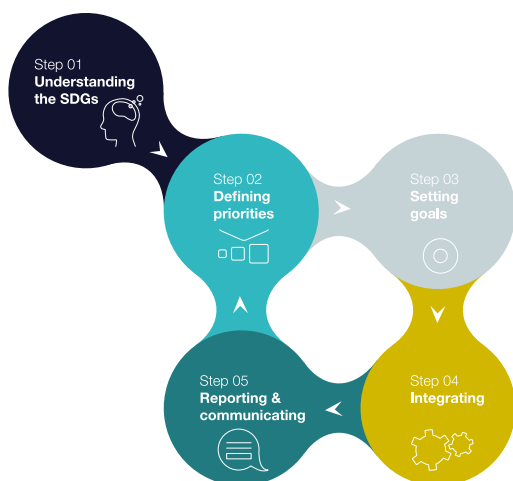 Step 01
Understanding
the SDGs
Step 02
Defining
priorities
Step 03
Setting
goals
Step 05
Reporting &
communicating
Step 04
Integrating